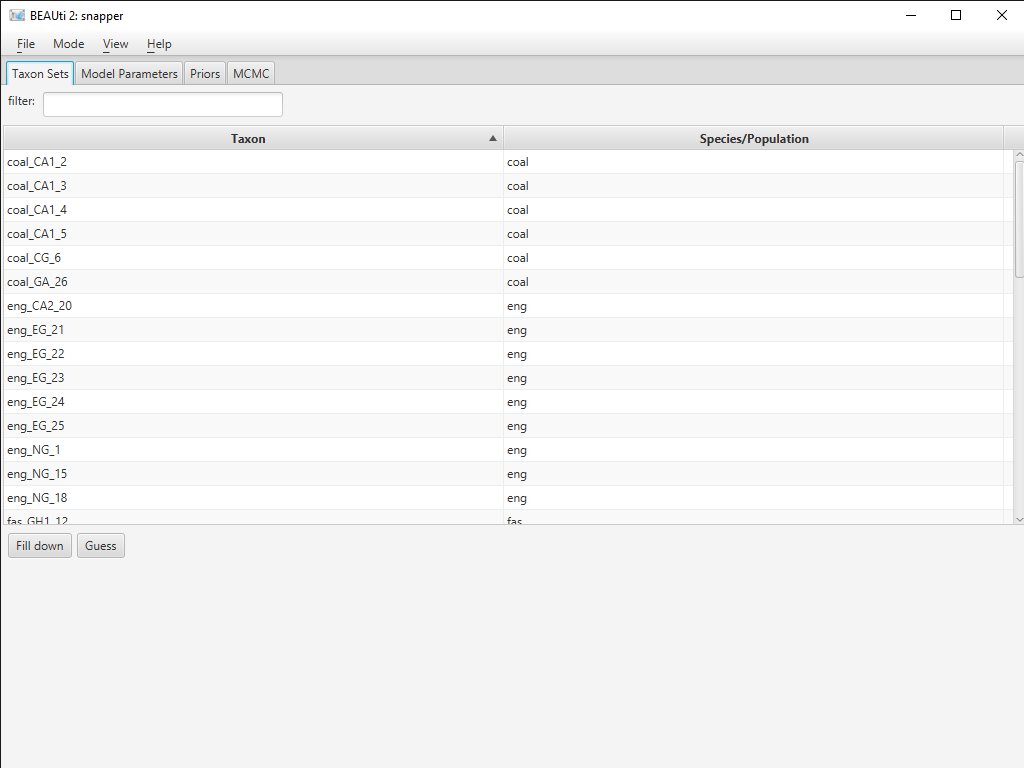 BEAUti 2: snapper
File Mode View Help
Taxon Sets Model Parameters Priors MCMC
filter:
Taxon Species/Population
coal_CA1_2 coal
coal_CA1_3 coal
coal_CA1_4 coal
coal_CA1_5 coal
coal_CG_6 coal
coal_GA_26 coal
eng_CA2_20 eng
eng_EG_21 eng
eng_EG_22 eng
eng_EG_23 eng
eng_EG_24 eng
eng_EG_25 eng
eng_NG_1 eng
eng_NG_15 eng
eng_NG_18 eng
fas_GH1_12 fas
Fill down Guess